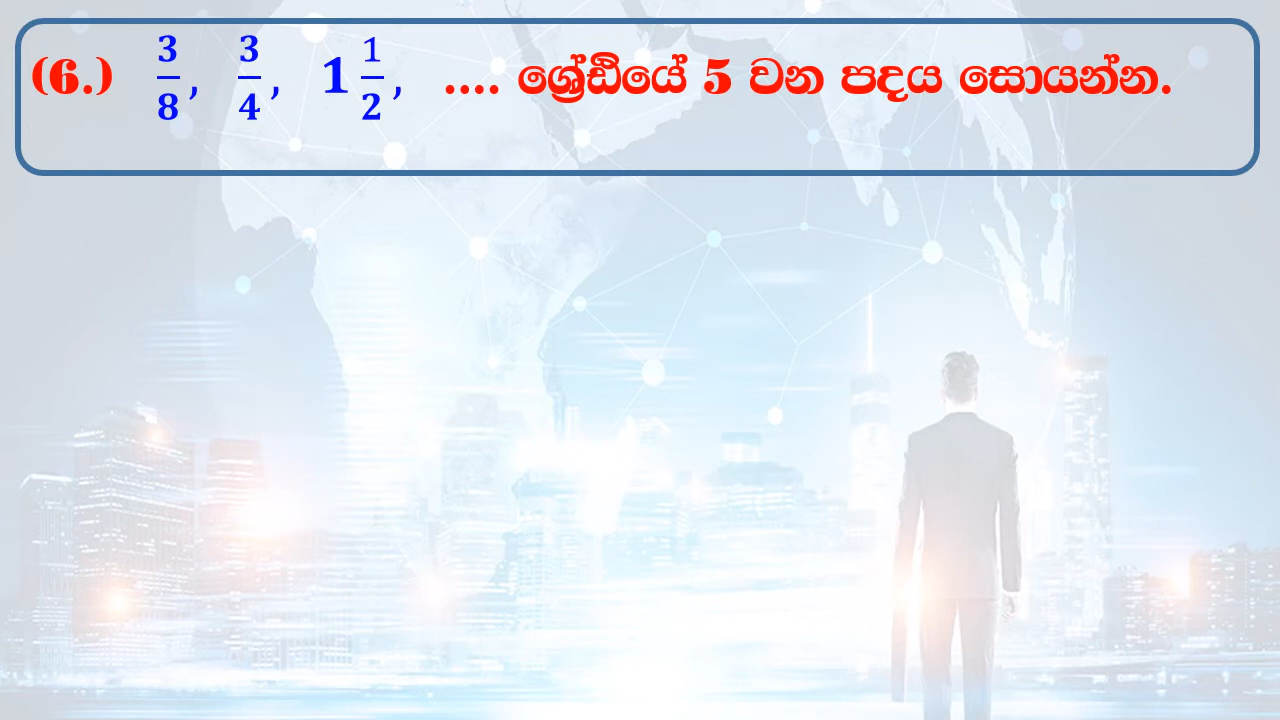 (6.) 3/8, 3/4, 1 1/2, .... ශ්‍රේඪියේ 5 වන පදය සොයන්න.